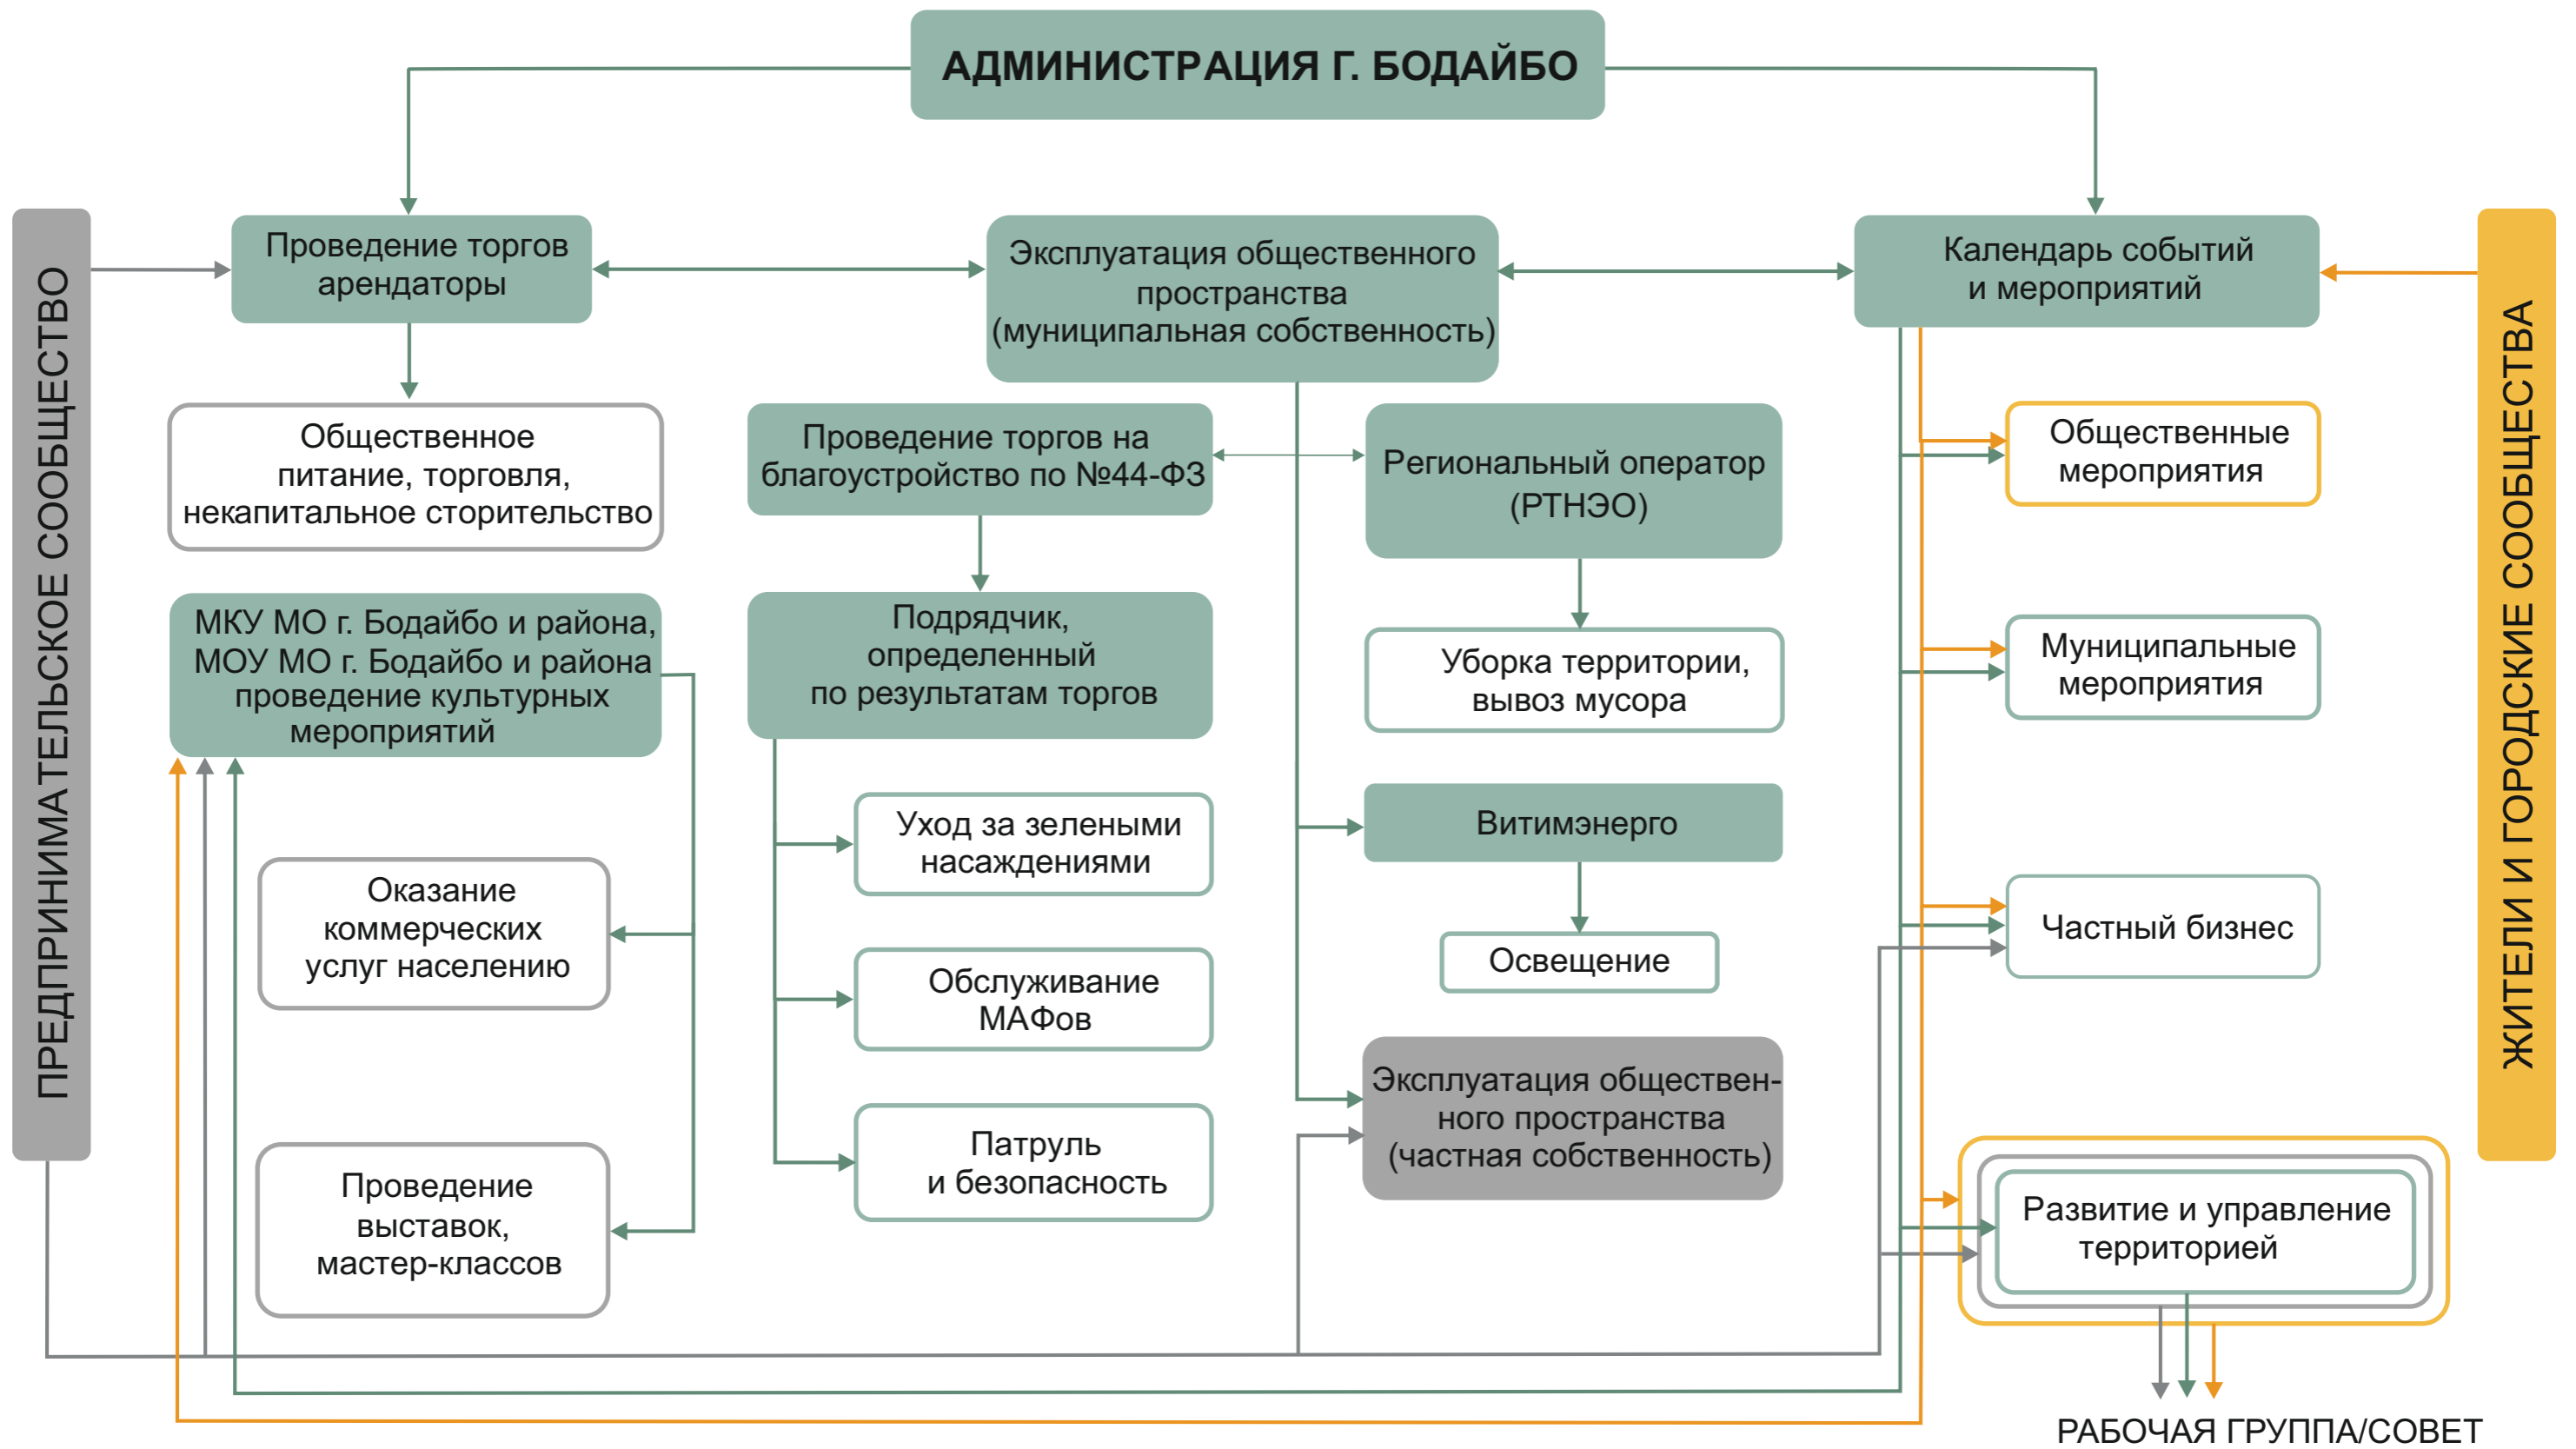 АДМИНИСТРАЦИЯ Г. БОДАЙБО
ПРЕДПРИНИМАТЕЛЬСКОЕ СООБЩЕСТВО
Проведение торгов
арендаторы
Эксплуатация общественного
пространства
(муниципальная собственность)
Календарь событий
и мероприятий
ЖИТЕЛИ И ГОРОДСКИЕ СООБЩЕСТВА
Общественное
питание, торговля,
некапитальное сторительство
Проведение торгов на
благоустройство по №44-ФЗ
Региональный оператор
(РТНЭО)
Общественные
мероприятия
МКУ МО г. Бодайбо и района,
МОУ МО г. Бодайбо и района
проведение культурных
мероприятий
Подрядчик,
определенный
по результатам торгов
Уборка территории,
вывоз мусора
Муниципальные
мероприятия
Уход за зелеными
насаждениями
Витимэнерго
Оказание
коммерческих
услуг населению
Обслуживание
МАФов
Освещение
Частный бизнес
Проведение
выставок,
мастер-классов
Патруль
и безопасность
Эксплуатация обществен-
ного пространства
(частная собственность)
Развитие и управление
территорией
РАБОЧАЯ ГРУППА/СОВЕТ